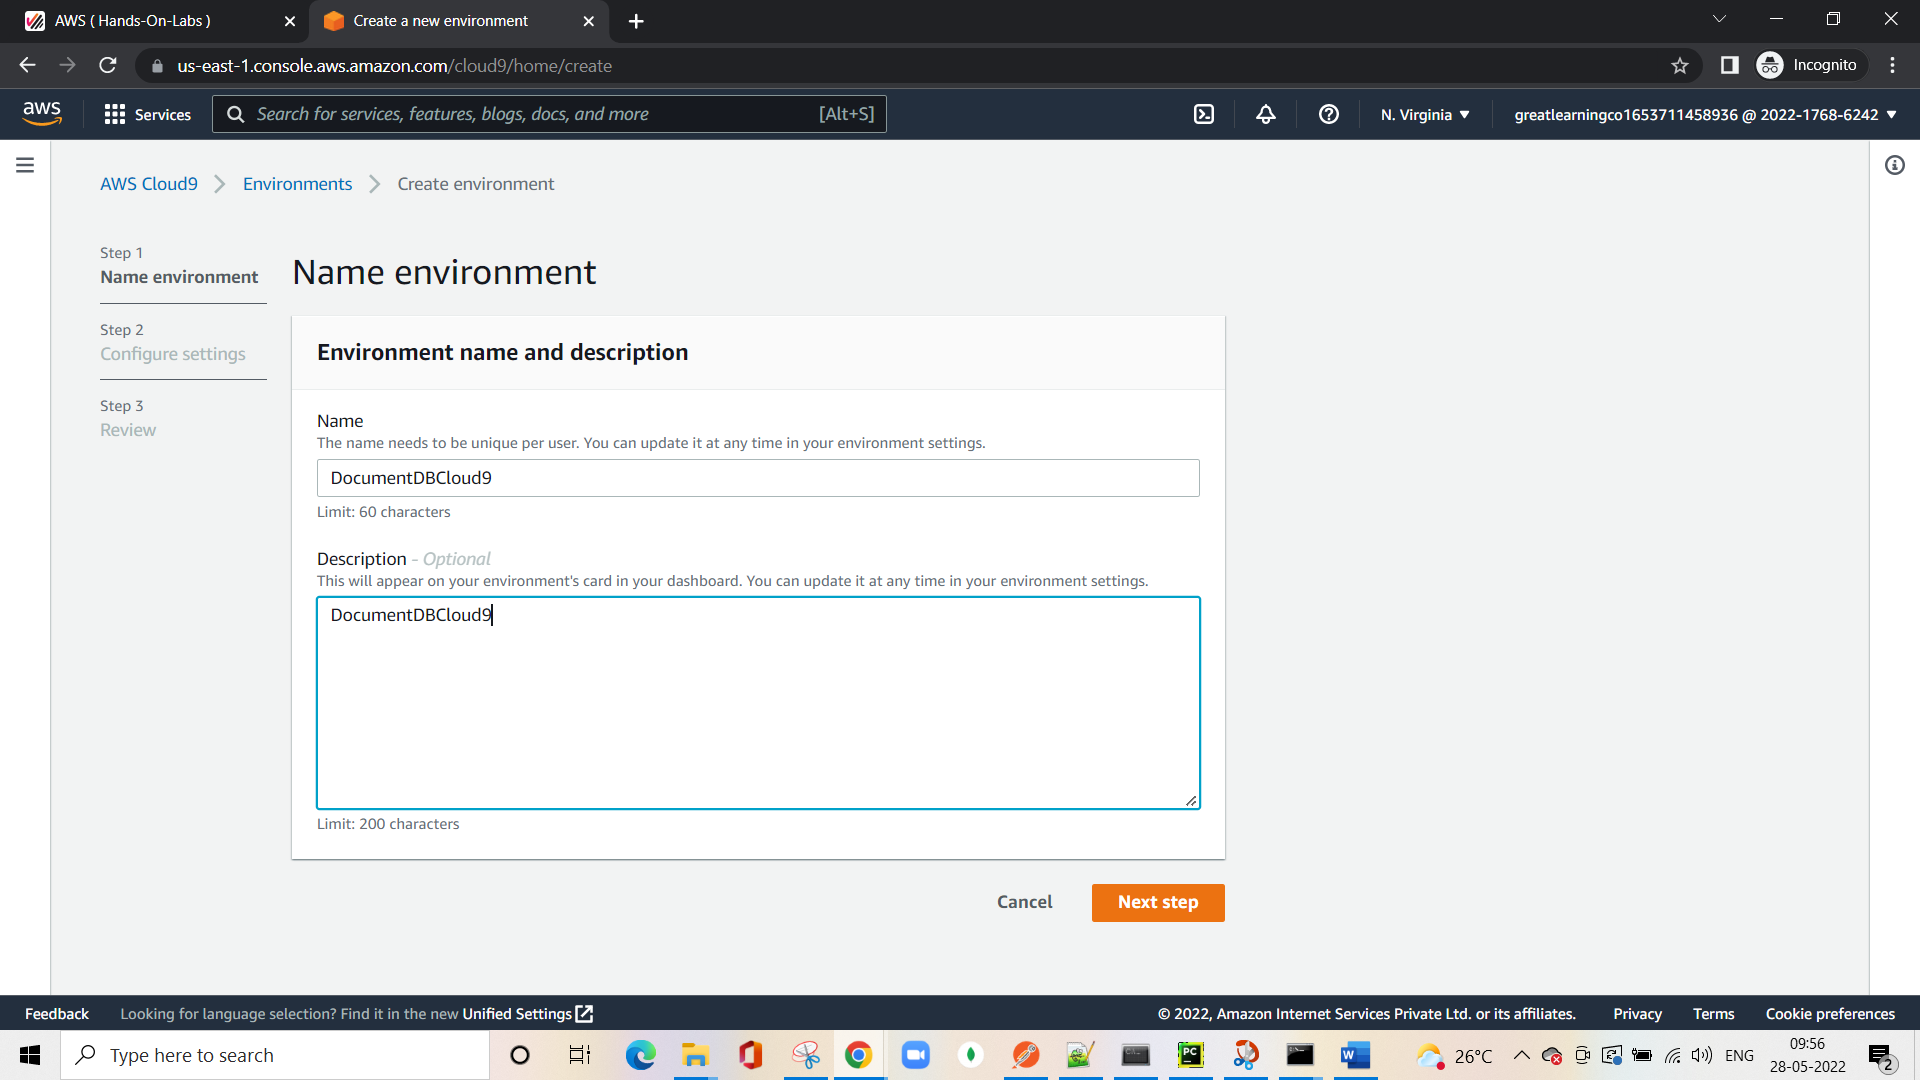 AWS ( Hands-On-Labs )
Create a new environment
us-east-1.console.aws.amazon.com/cloud9/home/create
Incognito
aws
Services
Search for services, features, blogs, docs, and more
[Alt+S]
N. Virginia
greatlearningco1653711458936 @ 2022-1768-6242
AWS Cloud9
Environments
Create environment
Step 1
Name environment
Step 2
Configure settings
Step 3
Review
Name environment
Environment name and description
Name
The name needs to be unique per user. You can update it at any time in your environment settings.
DocumentDBCloud9
Limit: 60 characters
Description - Optional
This will appear on your environment's card in your dashboard. You can update it at any time in your environment settings.
DocumentDBCloud9
Limit: 200 characters
Cancel
Next step
Feedback
Looking for language selection? Find it in the new Unified Settings
© 2022, Amazon Internet Services Private Ltd. or its affiliates.
Privacy
Terms
Cookie preferences
Type here to search
PC
W
26°C
ENG
09:56
28-05-2022
2